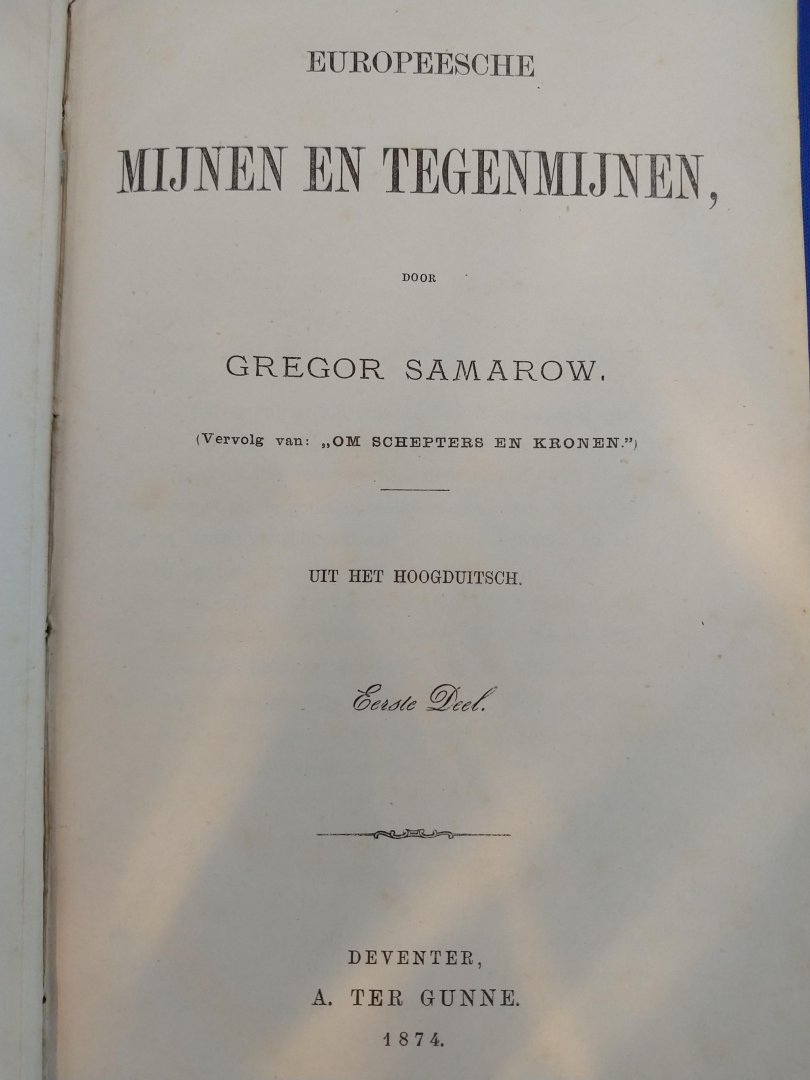 EUROPEESCHE
MIJNEN EN TEGENMIJNEN,
DOOR
GREGOR SAMAROW.
(Vervolg van: „OM SCHEPTERS EN KRONEN.”)
UIT HET HOOGDUITSCH.
Eerste Deel.
DEVENTER,
A. TER GUNNE.
1874.